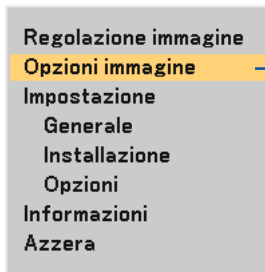 Regolazione immagine
Opzioni immagine
Impostazione
Generale
Installazione
Opzioni
Informazioni
Azzera